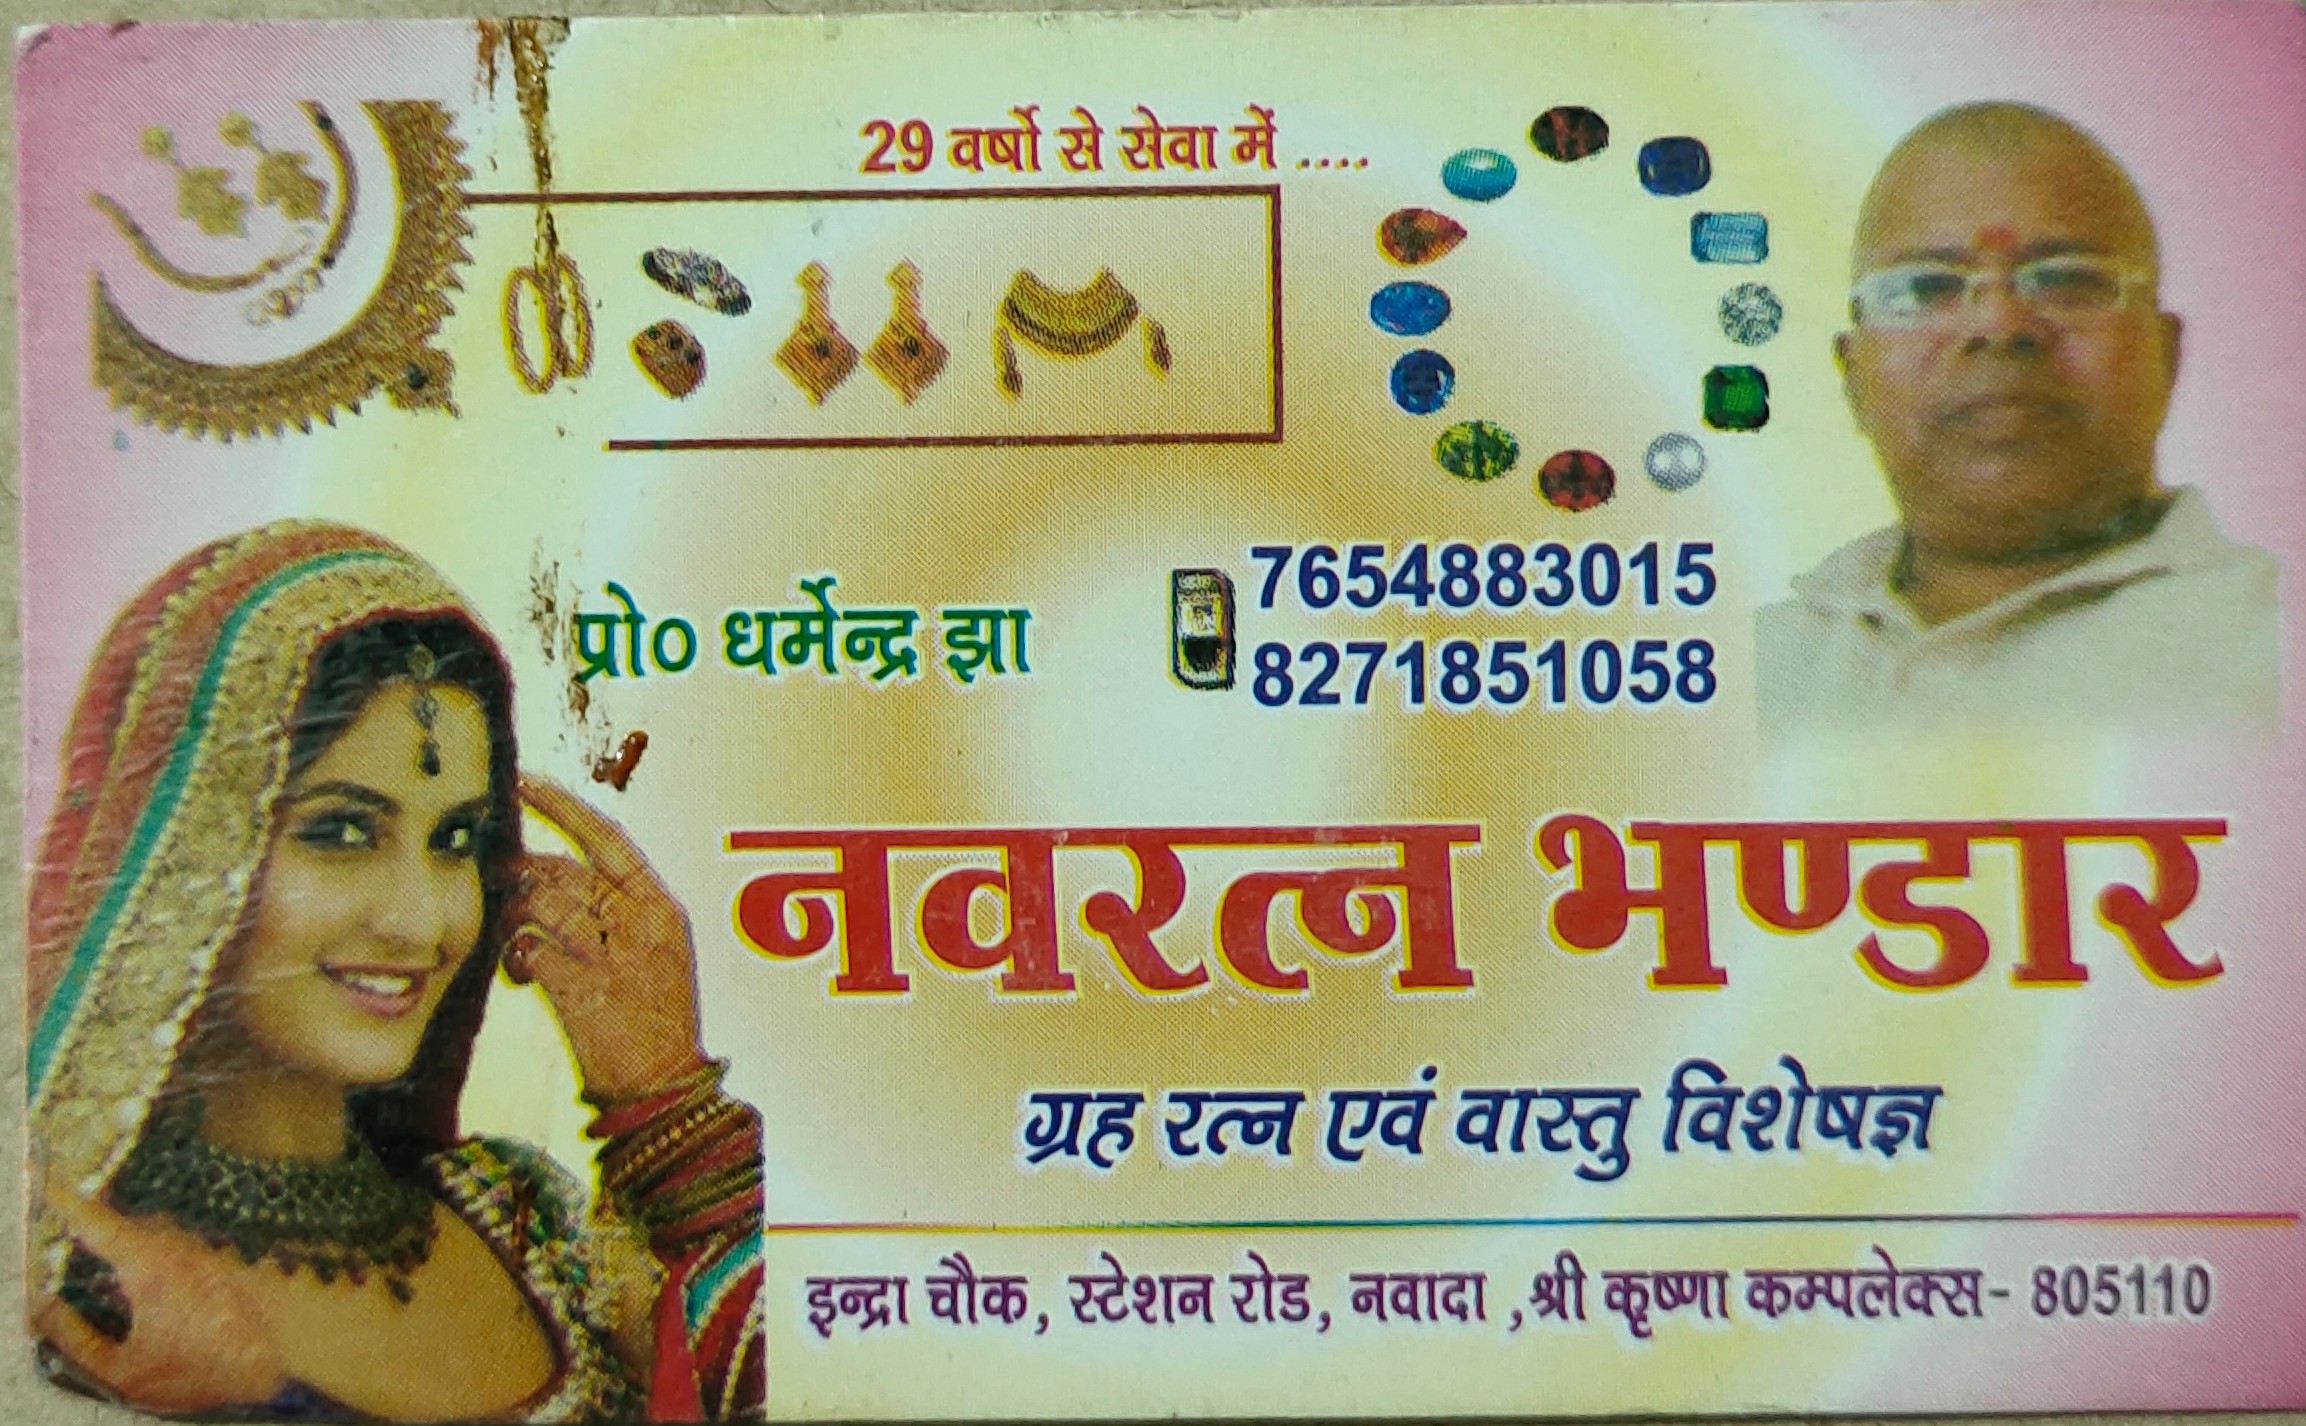 29 वर्षो से सेवा में ....
प्रो० धर्मेन्द्र झा
7654883015
8271851058
नवरत्न भण्डार
ग्रह रत्न एवं वास्तु विशेषज्ञ
इन्द्रा चौक, स्टेशन रोड, नवादा ,श्री कृष्णा कम्पलेक्स- 805110